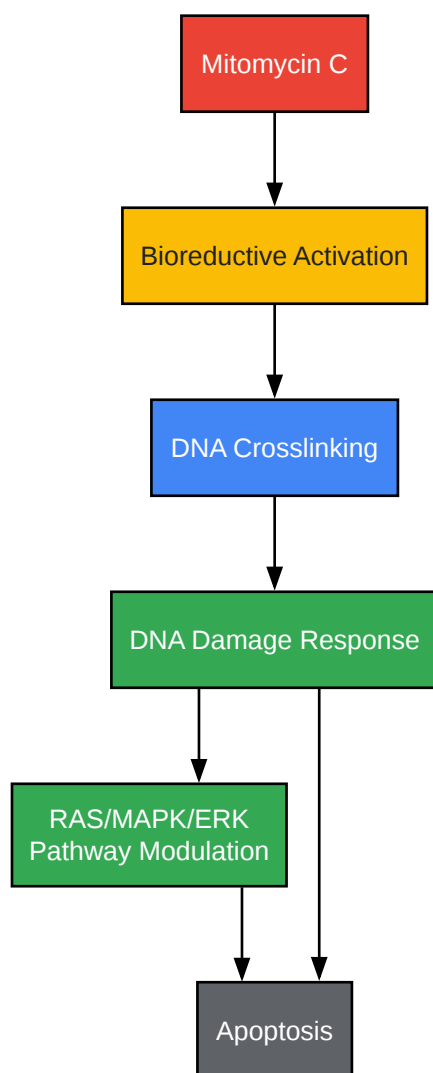 Mitomycin C
Bioreductive Activation
DNA Crosslinking
DNA Damage Response
RAS/MAPK/ERK
Pathway Modulation
Apoptosis